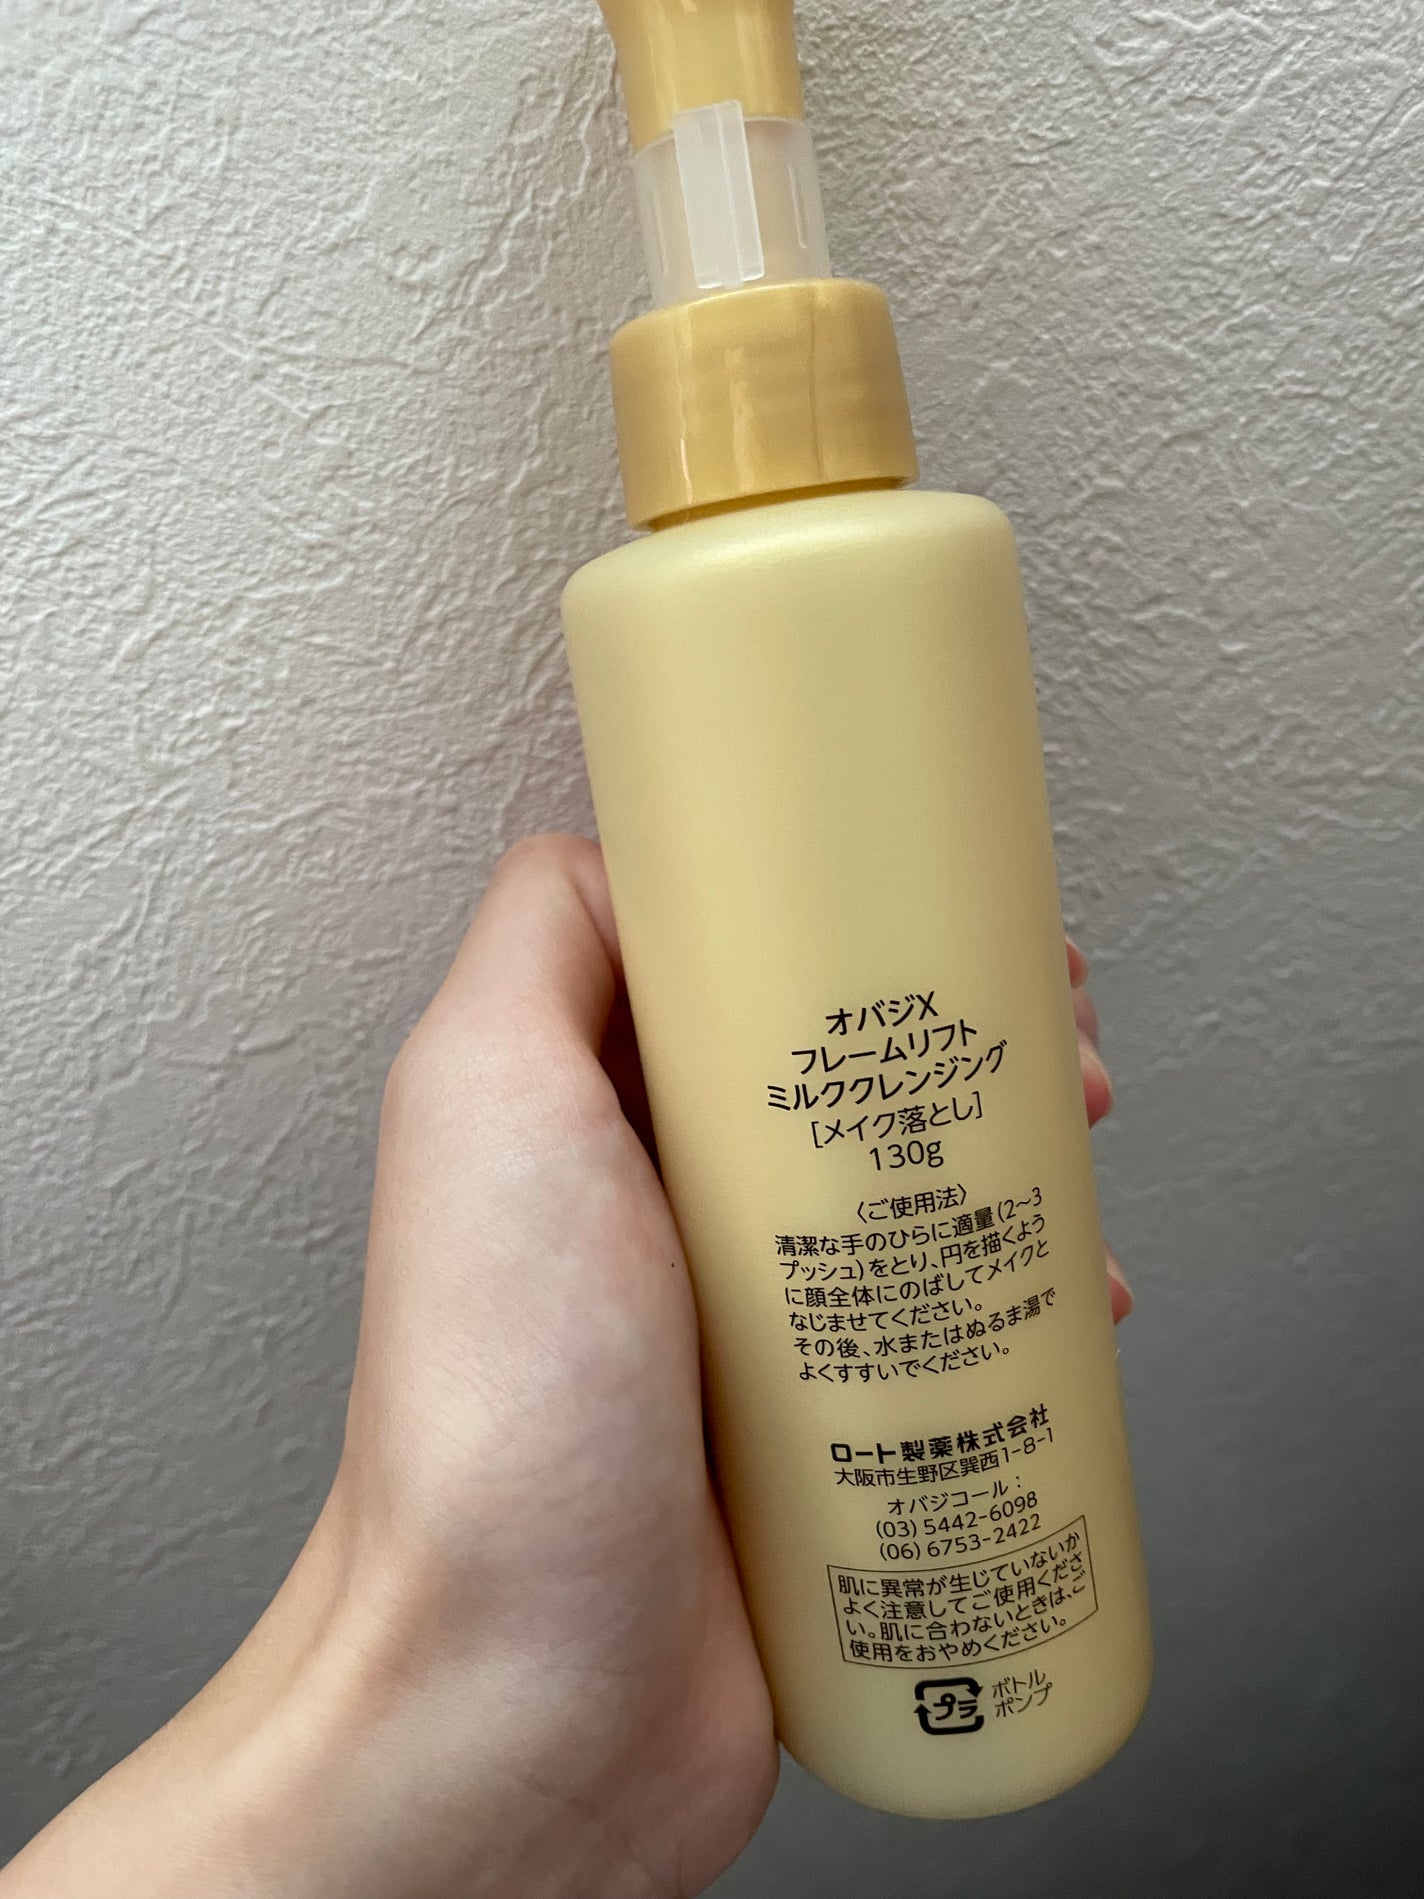 オバジX
フレームリフト
ミルククレンジング
[メイク落とし]
130g
〈ご使用法〉
清潔な手のひらに適量(2~3
プッシュ)をとり、円を描くよう
に顔全体にのばしてメイクと
なじませてください。
その後、水またはぬるま湯で
よくすすいでください。
ロート製薬株式会社
大阪市生野区巽西1-8-1
オバジコール:
(03)5442-6098
(06)6753-2422
肌に異常が生じていないか
よく注意してご使用くださ
い。肌に合わないときは、ご
使用をおやめください。
プラ
ボトル
ポンプ